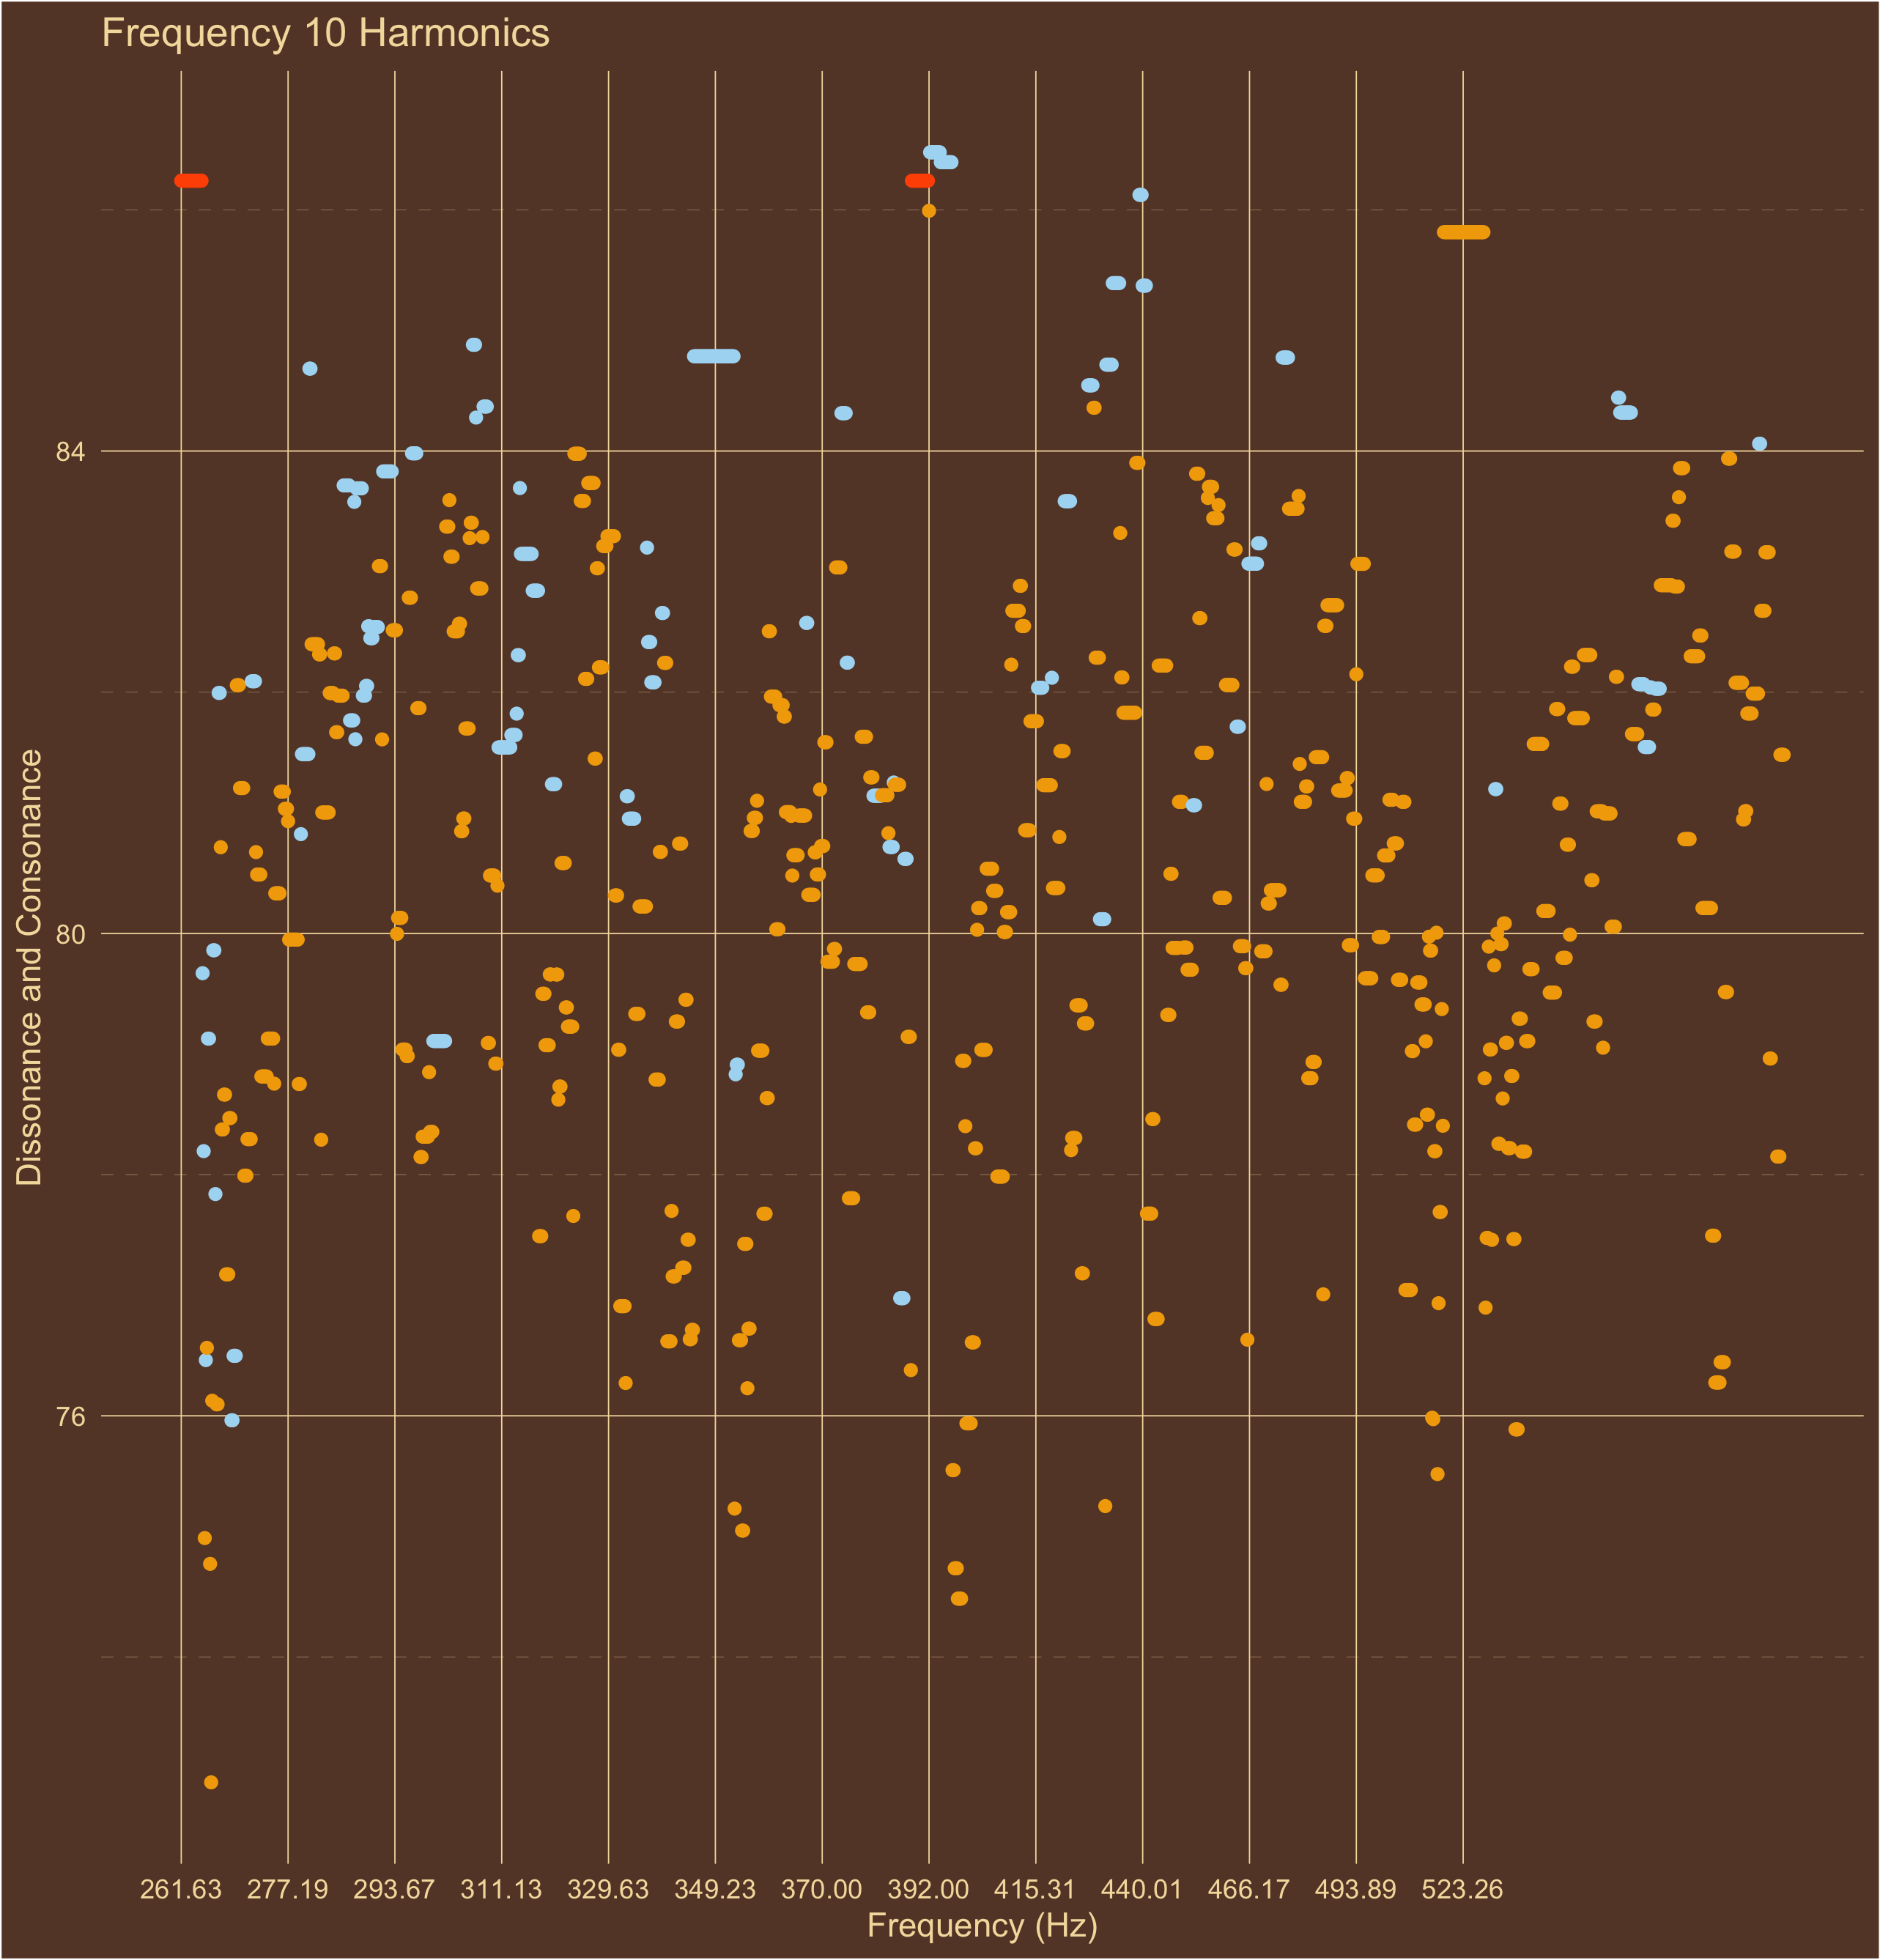 Frequency 10 Harmonics
Dissonance and Consonance
84
80
76
261.63 277.19 293.67 311.13 329.63 349.23 370.00 392.00 415.31 440.01 466.17 493.89 523.26
Frequency (Hz)